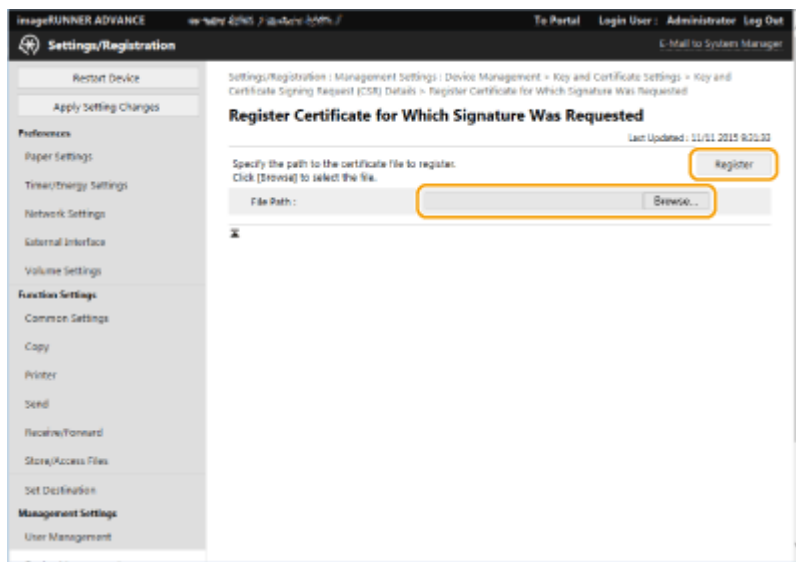 imageRUNNER ADVANCE
To Portal Login User : Administrator Log Out
Settings/Registration
E-Mail to System Manager
Restart Device
Apply Setting Changes
Preferences
Paper Settings
Timer/Energy Settings
Network Settings
External Interface
Volume Settings
Function Settings
Common Settings
Copy
Printer
Send
Receive/Forward
Store/Access Files
Set Destination
Management Settings
User Management
Settings/Registration : Management Settings : Device Management > Key and Certificate Settings > Key and
Certificate Signing Request (CSR) Details > Register Certificate for Which Signature Was Requested
Register Certificate for Which Signature Was Requested
Last Updated : 11/11 2015 9:31:33
Specify the path to the certificate file to register.
Click [Browse] to select the file.
Register
File Path :
Browse...